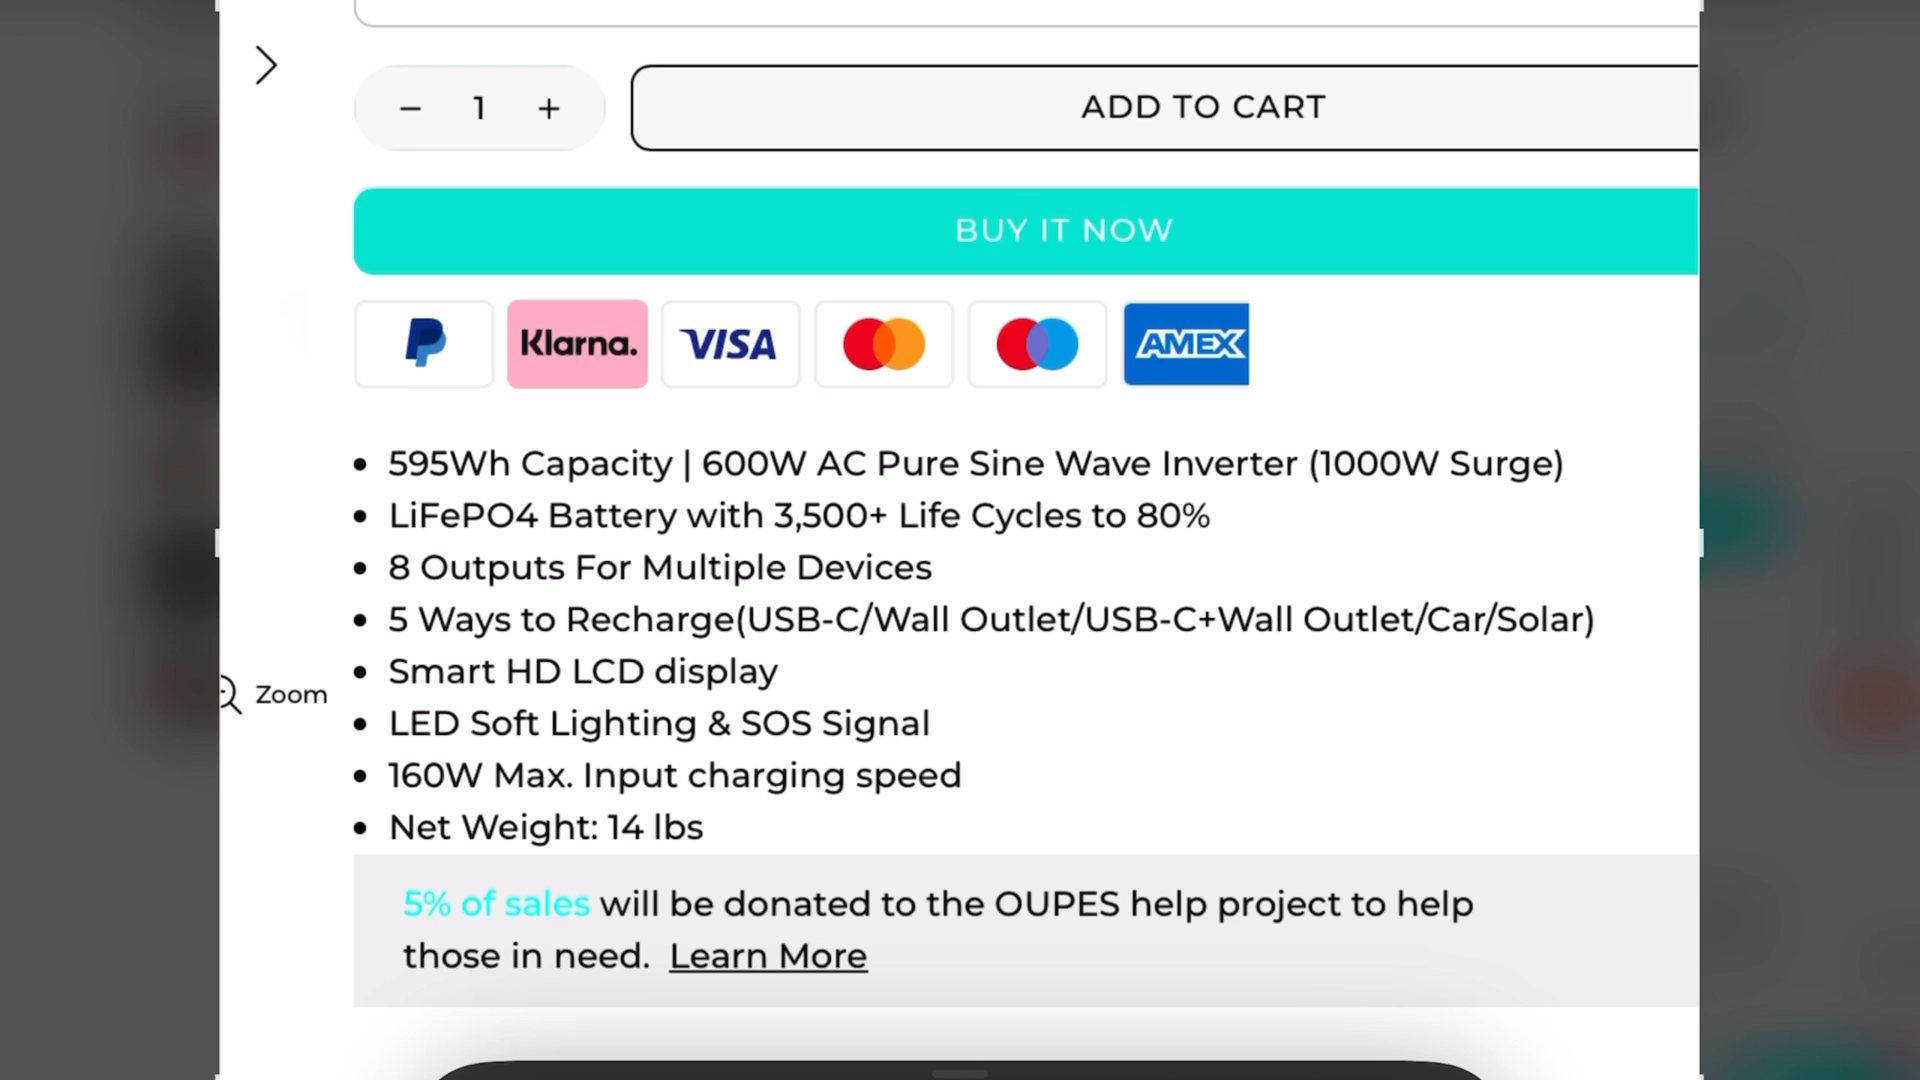 − 1 +
ADD TO CART
BUY IT NOW
Klarna.
VISA
AMEX
595Wh Capacity | 600W AC Pure Sine Wave Inverter (1000W Surge)
LiFePO4 Battery with 3,500+ Life Cycles to 80%
8 Outputs For Multiple Devices
5 Ways to Recharge(USB-C/Wall Outlet/USB-C+Wall Outlet/Car/Solar)
Smart HD LCD display
Zoom
LED Soft Lighting & SOS Signal
160W Max. Input charging speed
Net Weight: 14 lbs
5% of sales will be donated to the OUPES help project to help
those in need. Learn More